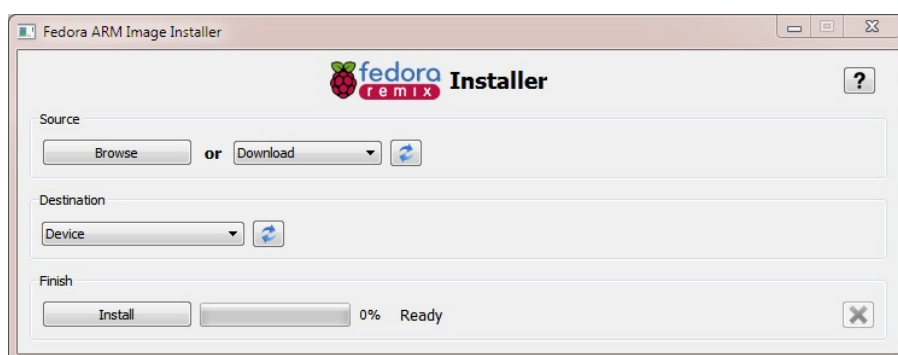 Fedora ARM Image Installer
fedora remix Installer
?
Source
Browse or Download
Destination
Device
Finish
Install 0% Ready